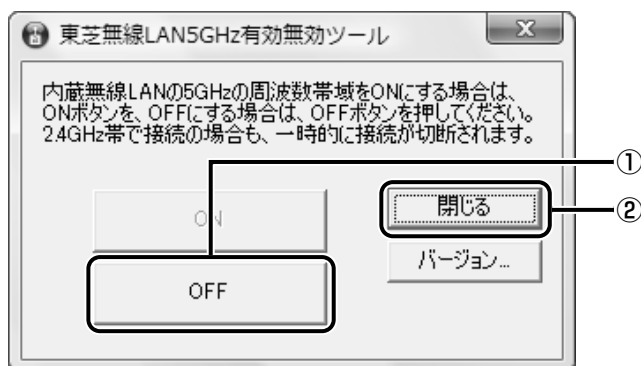 東芝無線LAN5GHz有効無効ツール
内蔵無線LANの5GHzの周波数帯域をONにする場合は、
ONボタンを、OFFにする場合は、OFFボタンを押してください。
2.4GHz帯で接続の場合も、一時的に接続が切断されます。
①
ON
閉じる
②
バージョン...
OFF